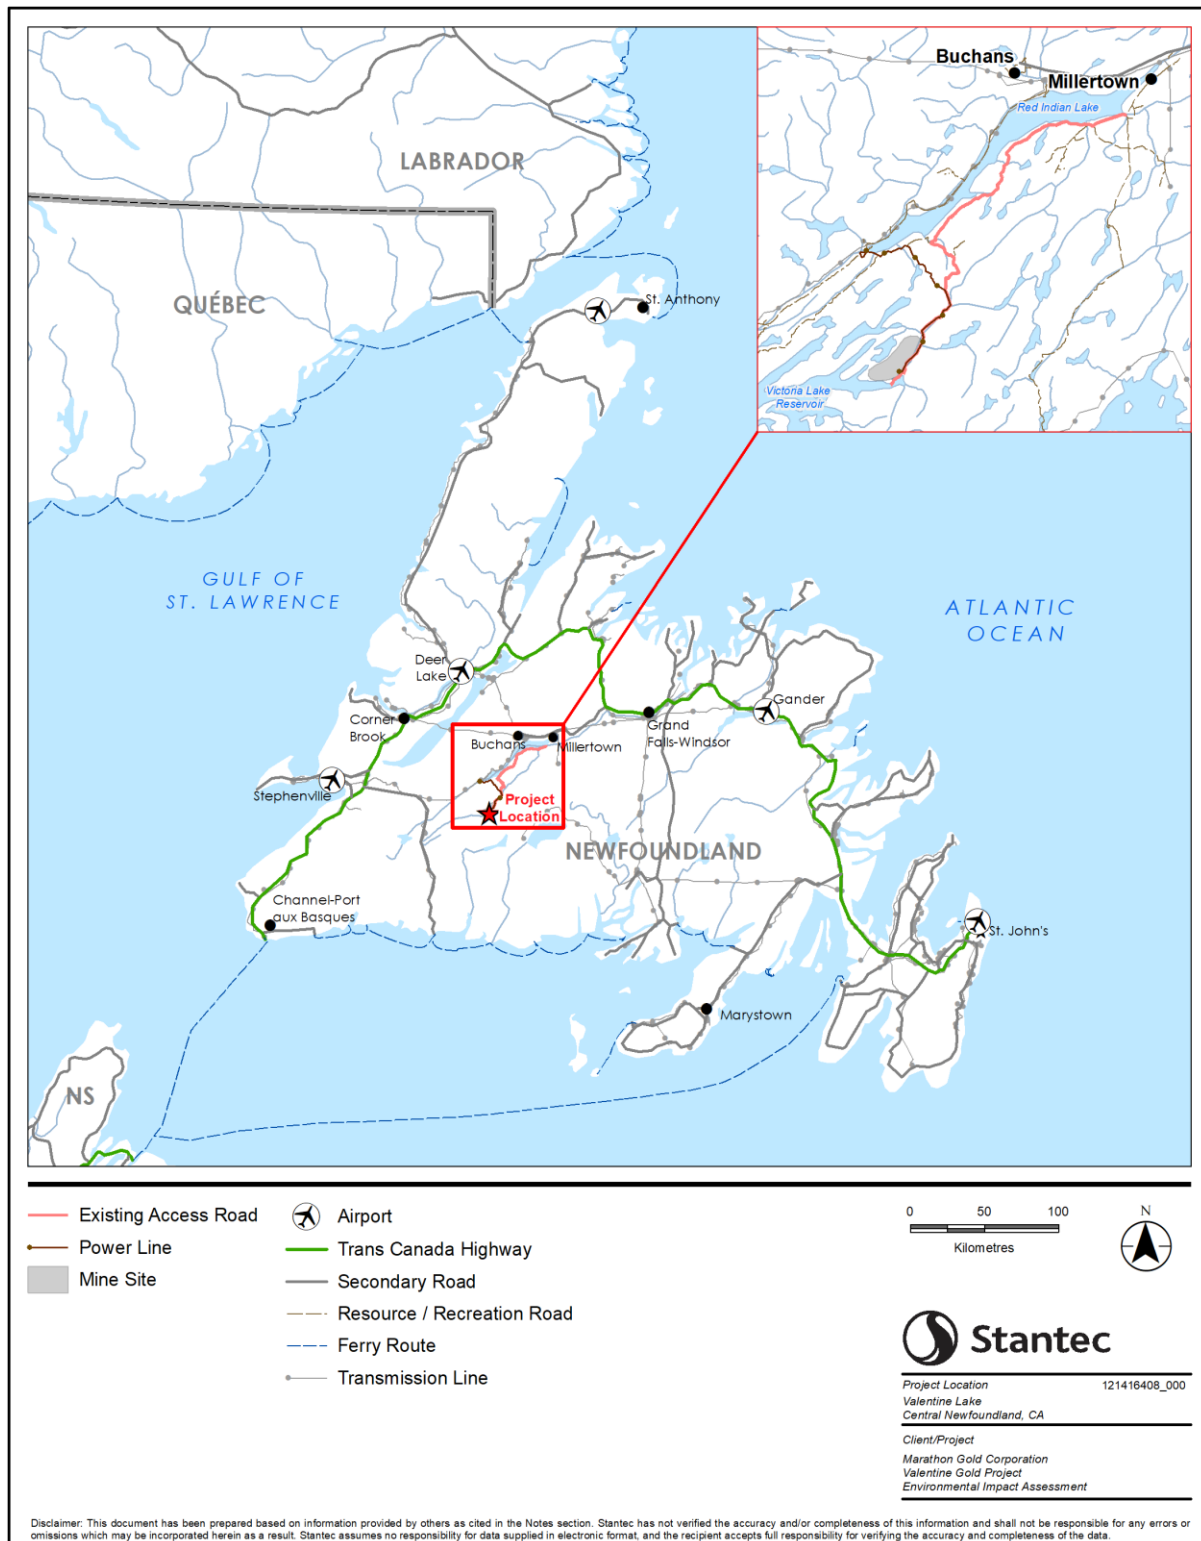 Buchans
Millertown
Red Indian Lake
Victoria Lake
Reservoir
LABRADOR
QUÉBEC
St. Anthony
GULF OF
ST. LAWRENCE
ATLANTIC
OCEAN
Deer
Lake
Corner
Brook
Buchans
Millertown
Grand
Falls-Windsor
Gander
Stephenville
Project
Location
NEWFOUNDLAND
Channel-Port
aux Basques
St. John's
Marystown
NS
Existing Access Road
Power Line
Mine Site
Airport
Trans Canada Highway
Secondary Road
Resource / Recreation Road
Ferry Route
Transmission Line
0 50 100
Kilometres
N
Stantec
Project Location 121416408_000
Valentine Lake
Central Newfoundland, CA
Client/Project
Marathon Gold Corporation
Valentine Gold Project
Environmental Impact Assessment
Disclaimer: This document has been prepared based on information provided by others as cited in the Notes section. Stantec has not verified the accuracy and/or completeness of this information and shall not be responsible for any errors or
omissions which may be incorporated herein as a result. Stantec assumes no responsibility for data supplied in electronic format, and the recipient accepts full responsibility for verifying the accuracy and completeness of the data.